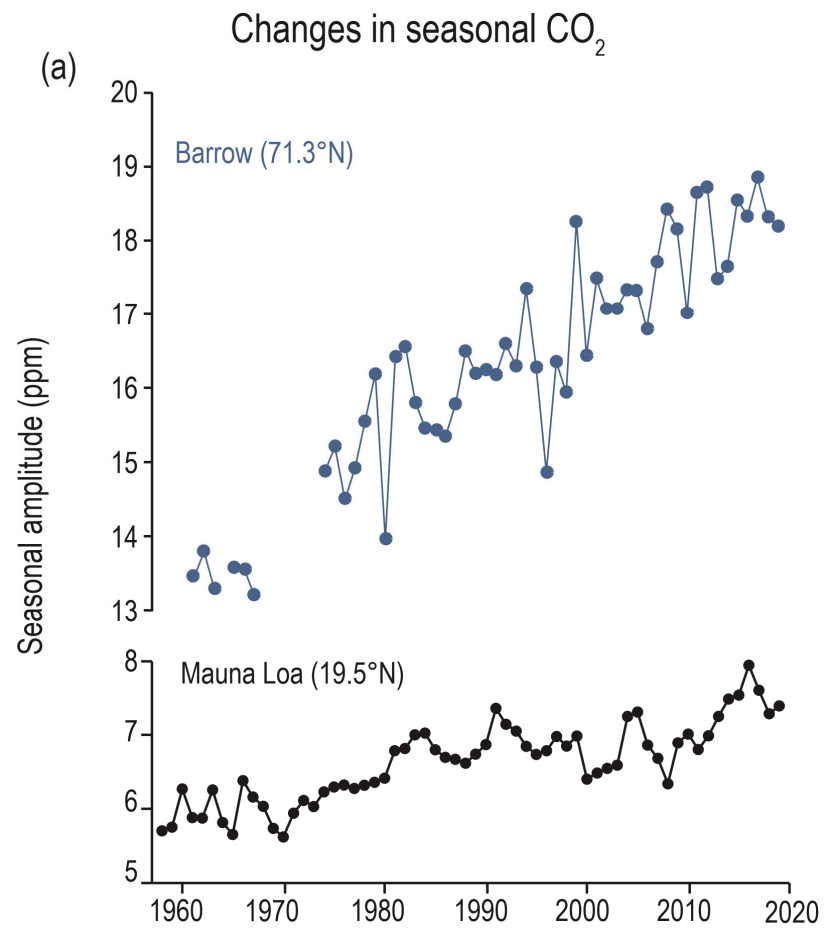 Changes in seasonal CO₂
(a)
20
Barrow (71.3°N)
19
18
17
16
15
14
13
Seasonal amplitude (ppm)
8
Mauna Loa (19.5°N)
7
6
5
1960 1970 1980 1990 2000 2010 2020